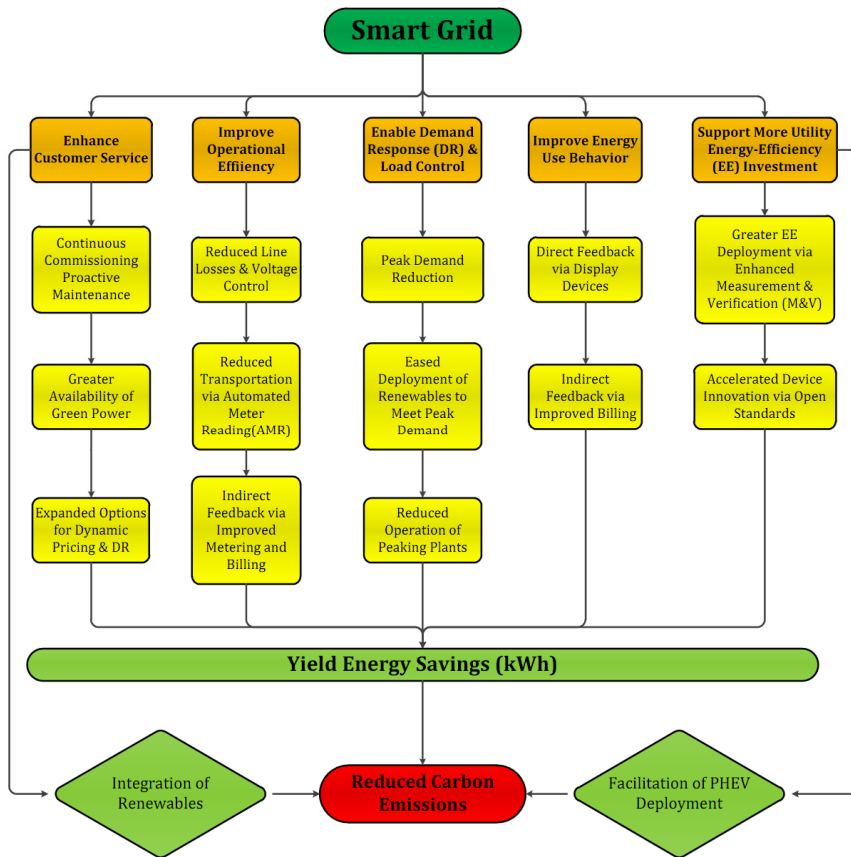 Smart Grid
Enhance
Customer Service
Improve
Operational
Effiiency
Enable Demand
Response (DR) &
Load Control
Improve Energy
Use Behavior
Support More Utility
Energy-Efficiency
(EE) Investment
Continuous
Commissioning
Proactive
Maintenance
Reduced Line
Losses & Voltage
Control
Peak Demand
Reduction
Direct Feedback
via Display
Devices
Greater EE
Deployment via
Enhanced
Measurement &
Verification (M&V)
Greater
Availability of
Green Power
Reduced
Transportation
via Automated
Meter
Reading(AMR)
Eased
Deployment of
Renewables to
Meet Peak
Demand
Indirect
Feedback via
Improved Billing
Accelerated Device
Innovation via Open
Standards
Expanded Options
for Dynamic
Pricing & DR
Indirect
Feedback via
Improved
Metering and
Billing
Reduced
Operation of
Peaking Plants
Yield Energy Savings (kWh)
Integration of
Renewables
Reduced Carbon
Emissions
Facilitation of PHEV
Deployment